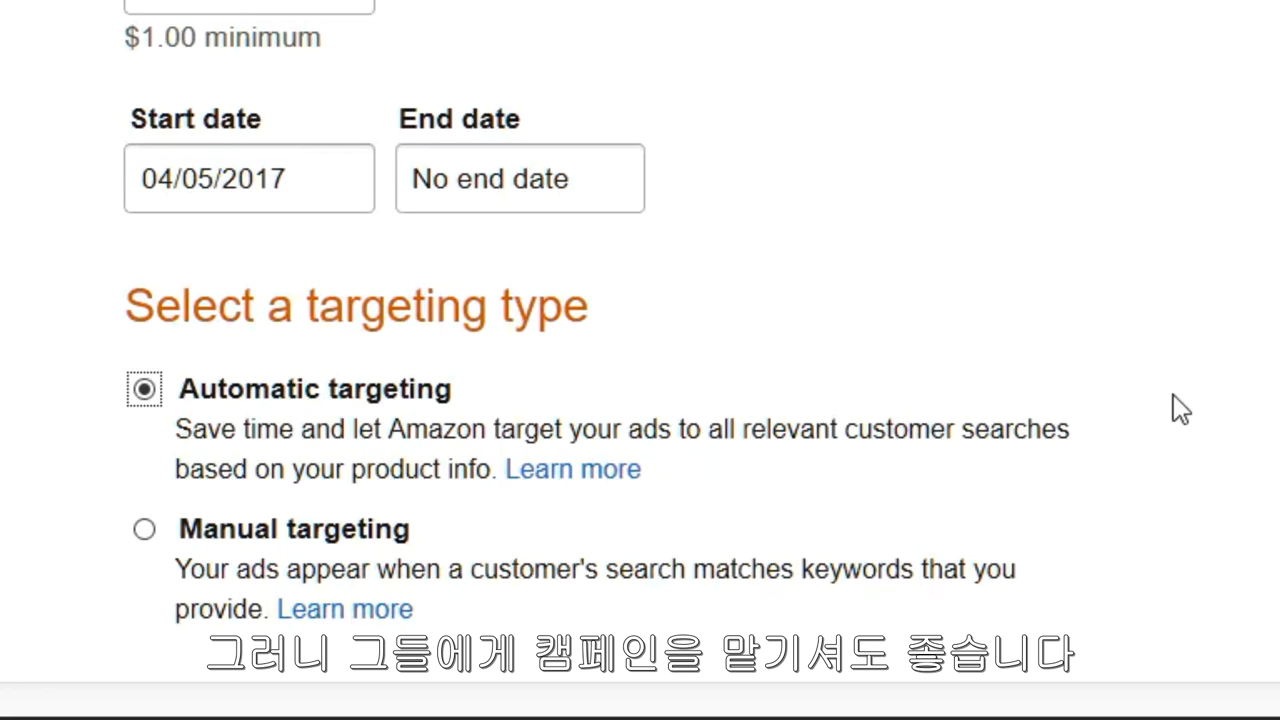 $1.00 minimum
Start date End date
04/05/2017 No end date
Select a targeting type
Automatic targeting
Save time and let Amazon target your ads to all relevant customer searches
based on your product info. Learn more
Manual targeting
Your ads appear when a customer's search matches keywords that you
provide. Learn more
그러니 그들에게 캠페인을 맡기셔도 좋습니다